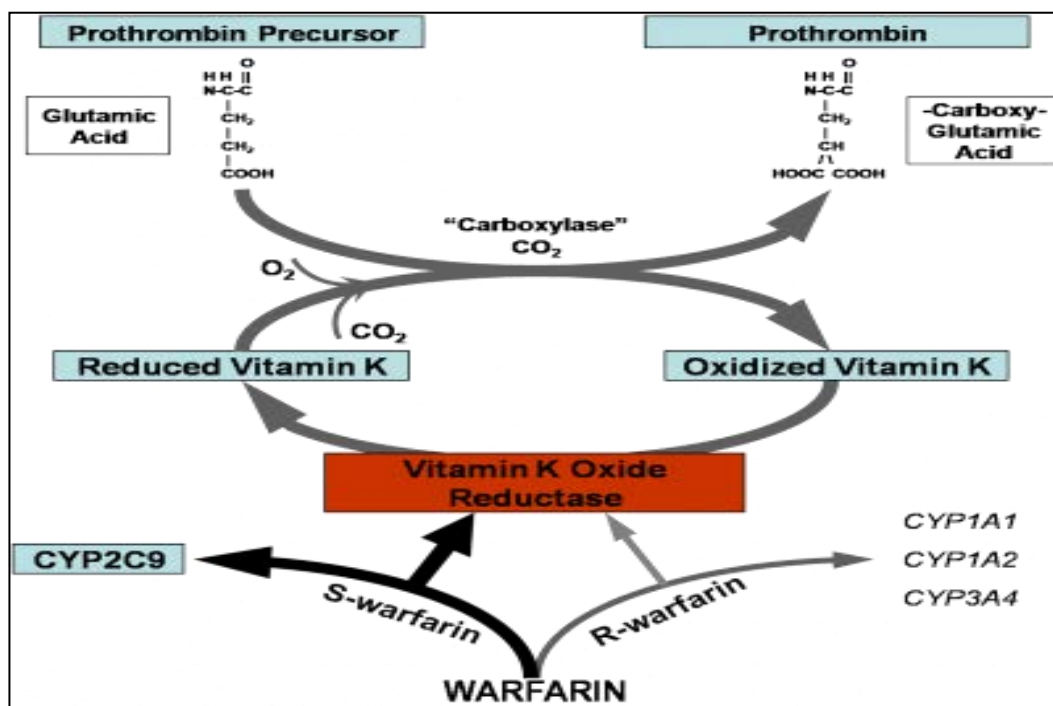 Prothrombin Precursor
Prothrombin
Glutamic
Acid
H H O
N-C-C
CH₂
CH₂
COOH
H H O
N-C-C
CH₂
CH
HOOC COOH
-Carboxy-
Glutamic
Acid
“Carboxylase”
CO₂
O₂
CO₂
Reduced Vitamin K
Oxidized Vitamin K
Vitamin K Oxide
Reductase
CYP2C9
S-warfarin
R-warfarin
CYP1A1
CYP1A2
CYP3A4
WARFARIN